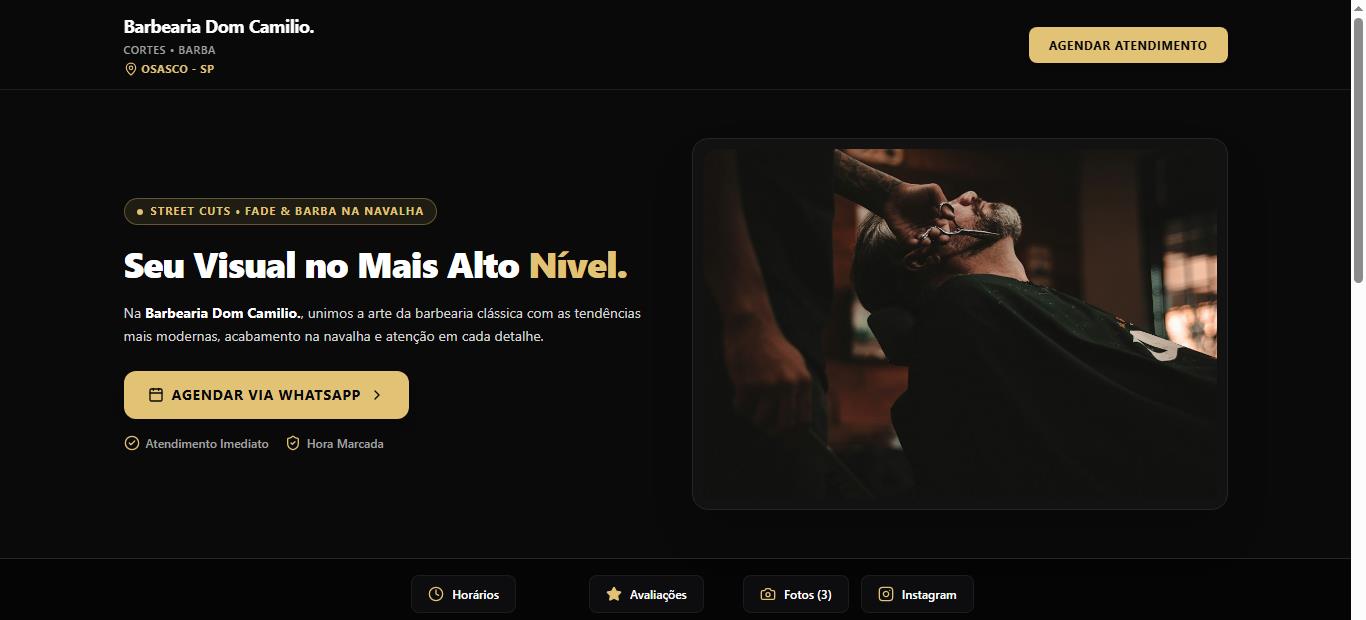 Barbearia Dom Camilio.
CORTES • BARBA
OSASCO - SP
AGENDAR ATENDIMENTO
STREET CUTS • FADE & BARBA NA NAVALHA
Seu Visual no Mais Alto Nível.
Na Barbearia Dom Camilio., unimos a arte da barbearia clássica com as tendências
mais modernas, acabamento na navalha e atenção em cada detalhe.
AGENDAR VIA WHATSAPP
Atendimento Imediato
Hora Marcada
Horários
Avaliações
Fotos (3)
Instagram